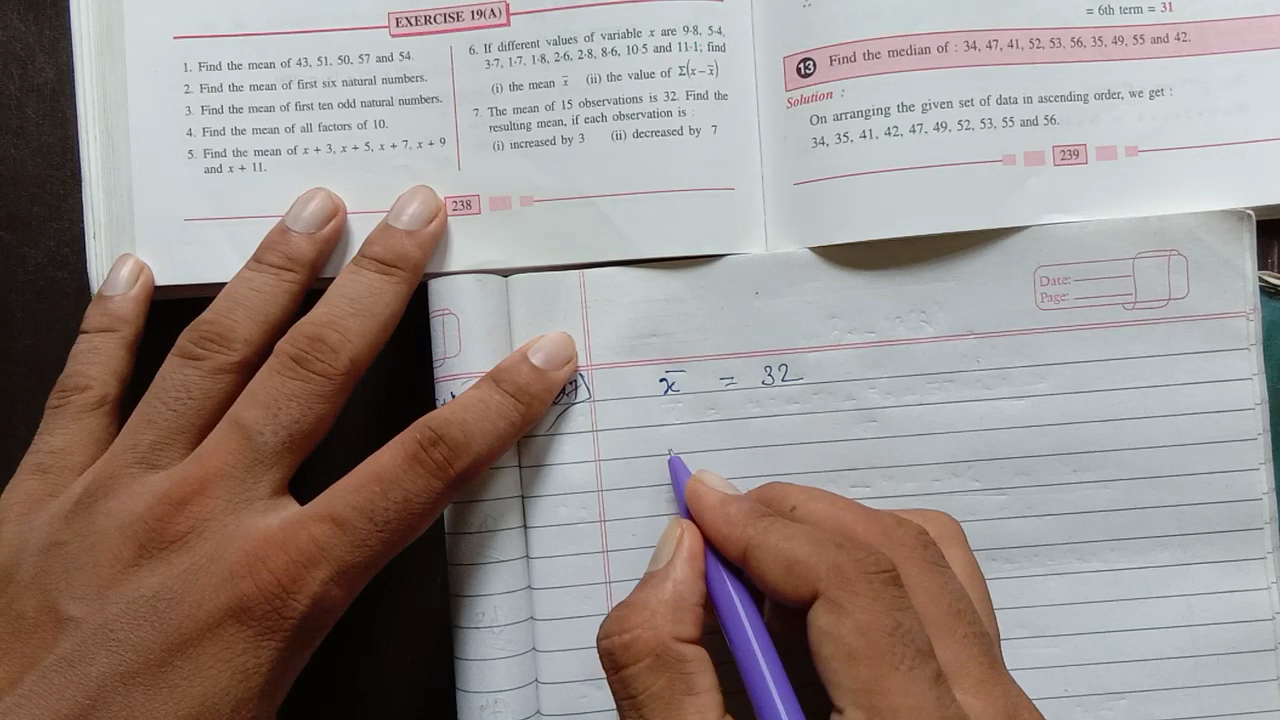 EXERCISE 19(A)
1. Find the mean of 43, 51, 50, 57 and 54.
2. Find the mean of first six natural numbers.
3. Find the mean of first ten odd natural numbers.
4. Find the mean of all factors of 10.
5. Find the mean of x + 3, x + 5, x + 7, x + 9
and x + 11.
6. If different values of variable x are 9·8, 5·4,
3·7, 1·7, 1·8, 2·6, 2·8, 8·6, 10·5 and 11·1; find
(i) the mean x̄ (ii) the value of Σ(x – x̄)
7. The mean of 15 observations is 32. Find the
resulting mean, if each observation is :
(i) increased by 3 (ii) decreased by 7
238
= 6th term = 31
13 Find the median of : 34, 47, 41, 52, 53, 56, 35, 49, 55 and 42.
Solution :
On arranging the given set of data in ascending order, we get :
34, 35, 41, 42, 47, 49, 52, 53, 55 and 56.
239
Date:
Page:
x̄ = 32